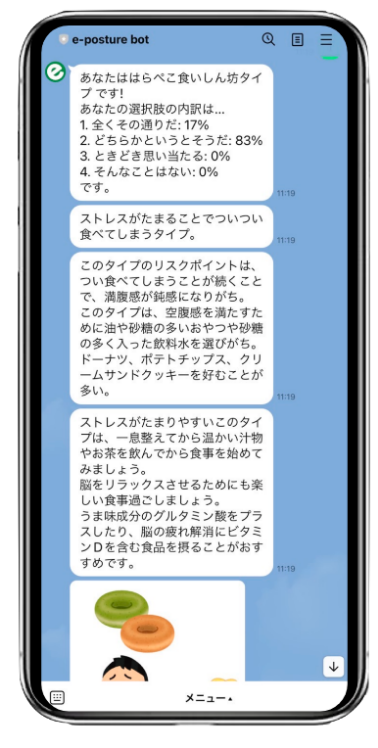 e-posture bot
あなたははらぺこ食いしん坊タイ
プ です!
あなたの選択肢の内訳は...
1. 全くその通りだ: 17%
2. どちらかというとそうだ: 83%
3. ときどき思い当たる: 0%
4. そんなことはない: 0%
です。
11:19
ストレスがたまることでついつい
食べてしまうタイプ。
11:19
このタイプのリスクポイントは、
つい食べてしまうことが続くこと
で、満腹感が鈍感になりがち。
このタイプは、空腹感を満たすた
めに油や砂糖の多いおやつや砂糖
の多く入った飲料水を選びがち。
ドーナツ、ポテトチップス、クリ
ームサンドクッキーを好むことが
多い。
11:19
ストレスがたまりやすいこのタイ
プは、一息整えてから温かい汁物
やお茶を飲んでから食事を始めて
みましょう。
脳をリラックスさせるためにも楽
しい食事過ごしましょう。
うま味成分のグルタミン酸をプラ
スしたり、脳の疲れ解消にビタミ
ンDを含む食品を摂ることがおす
すめです。
11:19
メニュー